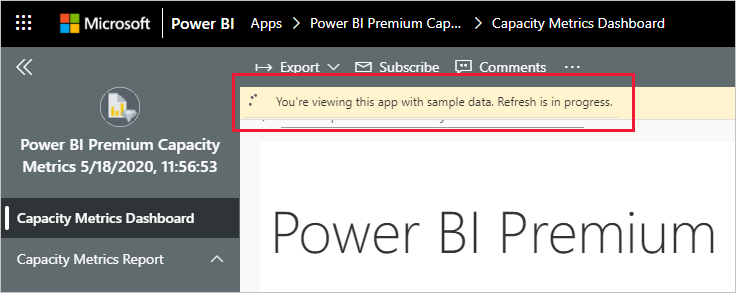 Microsoft Power BI Apps > Power BI Premium Cap... > Capacity Metrics Dashboard
Export Subscribe Comments ...
You're viewing this app with sample data. Refresh is in progress.
Power BI Premium Capacity
Metrics 5/18/2020, 11:56:53
Capacity Metrics Dashboard
Capacity Metrics Report
Power BI Premium